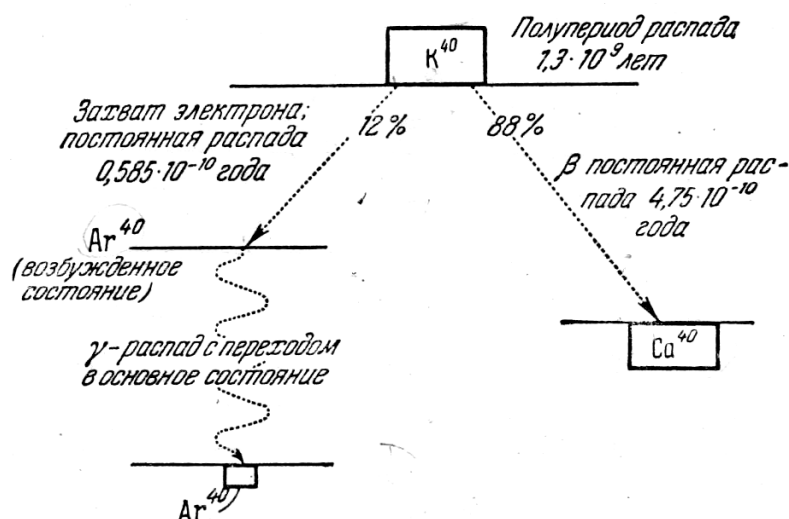 K⁴⁰
Полупериод распада
1,3·10⁹ лет
Захват электрона;
постоянная распада
0,585·10⁻¹⁰ года
12%
88%
β постоянная рас-
пада 4,75·10⁻¹⁰
года
Ar⁴⁰
(возбужденное
состояние)
γ-распад с переходом
в основное состояние
Ca⁴⁰
Ar⁴⁰